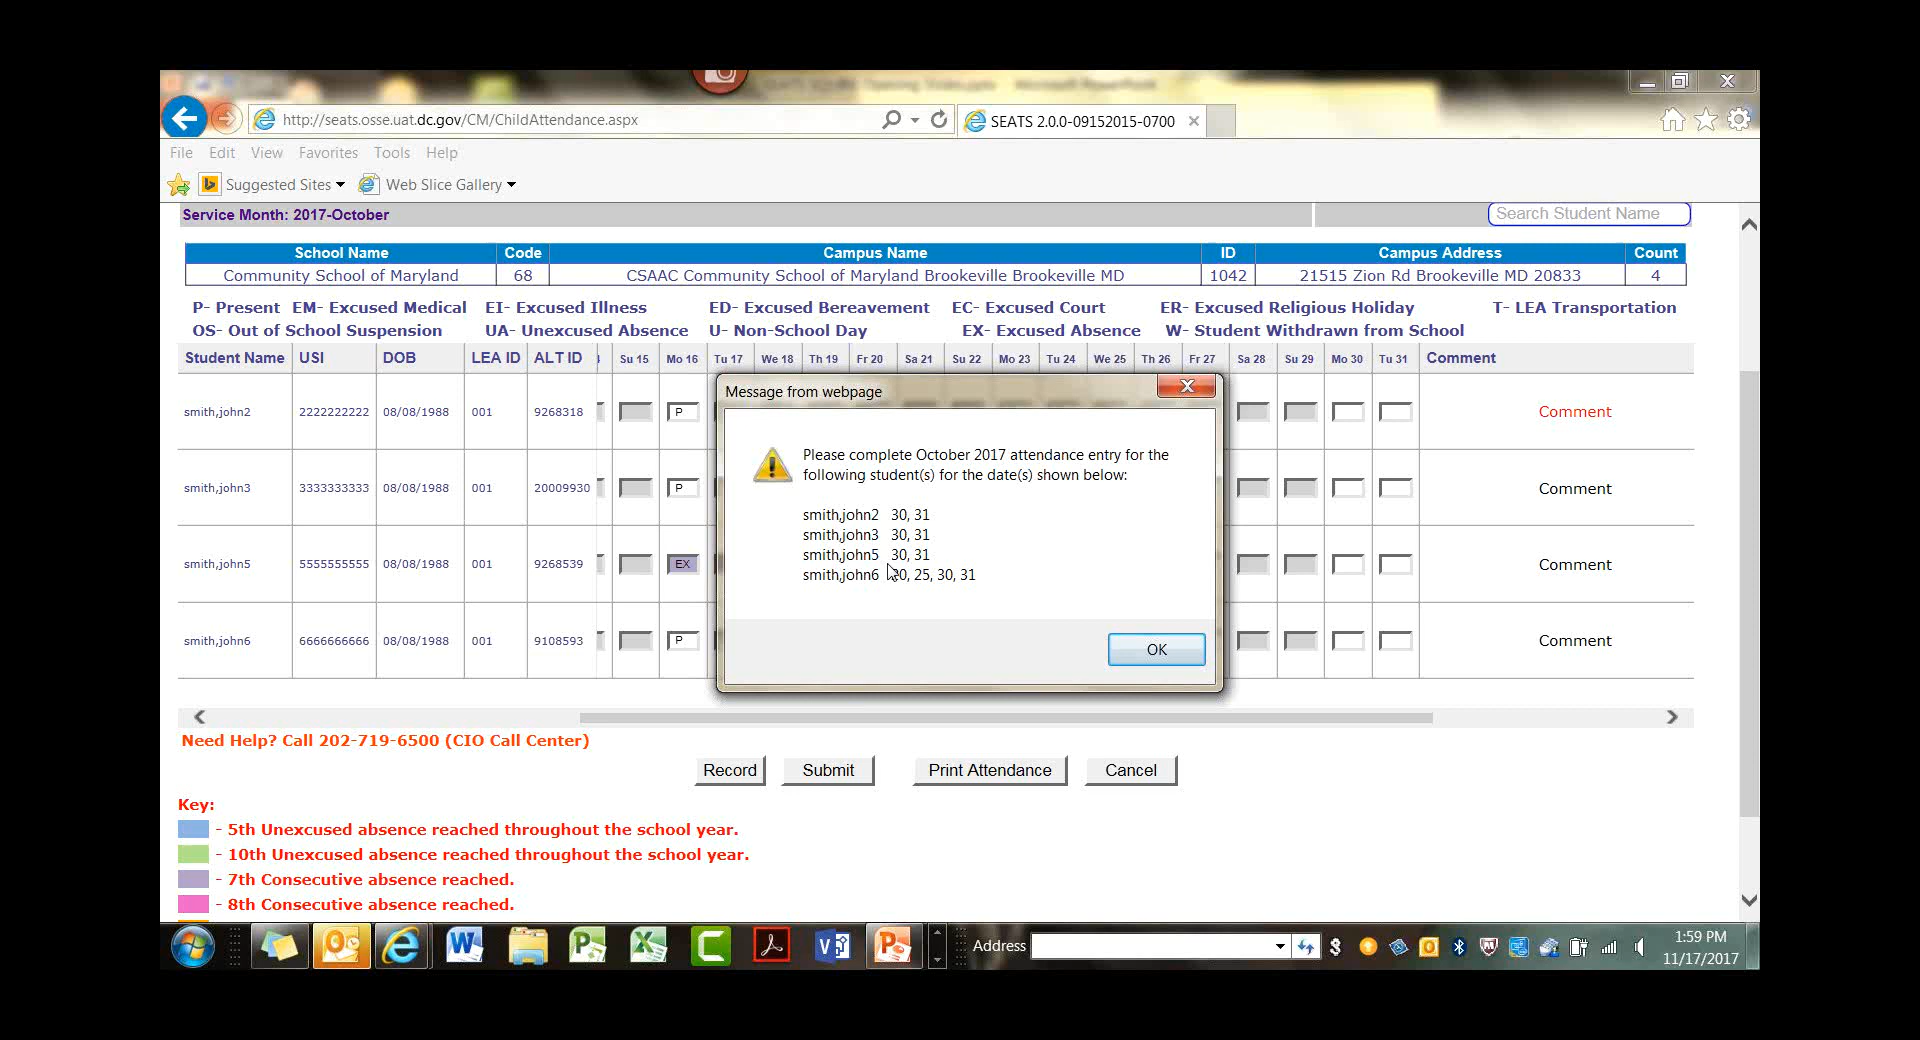 http://seats.osse.uat.dc.gov/CM/ChildAttendance.aspx
SEATS 2.0.0-09152015-0700
File Edit View Favorites Tools Help
Suggested Sites Web Slice Gallery
Service Month: 2017-October
Search Student Name
School Name Code Campus Name ID Campus Address Count
Community School of Maryland 68 CSAAC Community School of Maryland Brookeville Brookeville MD 1042 21515 Zion Rd Brookeville MD 20833 4
P- Present EM- Excused Medical EI- Excused Illness ED- Excused Bereavement EC- Excused Court ER- Excused Religious Holiday T- LEA Transportation
OS- Out of School Suspension UA- Unexcused Absence U- Non-School Day EX- Excused Absence W- Student Withdrawn from School
Student Name USI DOB LEA ID ALT ID Su 15 Mo 16 Tu 17 We 18 Th 19 Fr 20 Sa 21 Su 22 Mo 23 Tu 24 We 25 Th 26 Fr 27 Sa 28 Su 29 Mo 30 Tu 31 Comment
smith,john2 2222222222 08/08/1988 001 9268318 P Comment
smith,john3 3333333333 08/08/1988 001 20009930 P Comment
smith,john5 5555555555 08/08/1988 001 9268539 EX Comment
smith,john6 6666666666 08/08/1988 001 9108593 P Comment
Message from webpage
Please complete October 2017 attendance entry for the
following student(s) for the date(s) shown below:
smith,john2 30, 31
smith,john3 30, 31
smith,john5 30, 31
smith,john6 25, 30, 31
OK
Need Help? Call 202-719-6500 (CIO Call Center)
Record Submit Print Attendance Cancel
Key:
- 5th Unexcused absence reached throughout the school year.
- 10th Unexcused absence reached throughout the school year.
- 7th Consecutive absence reached.
- 8th Consecutive absence reached.
Address
1:59 PM
11/17/2017